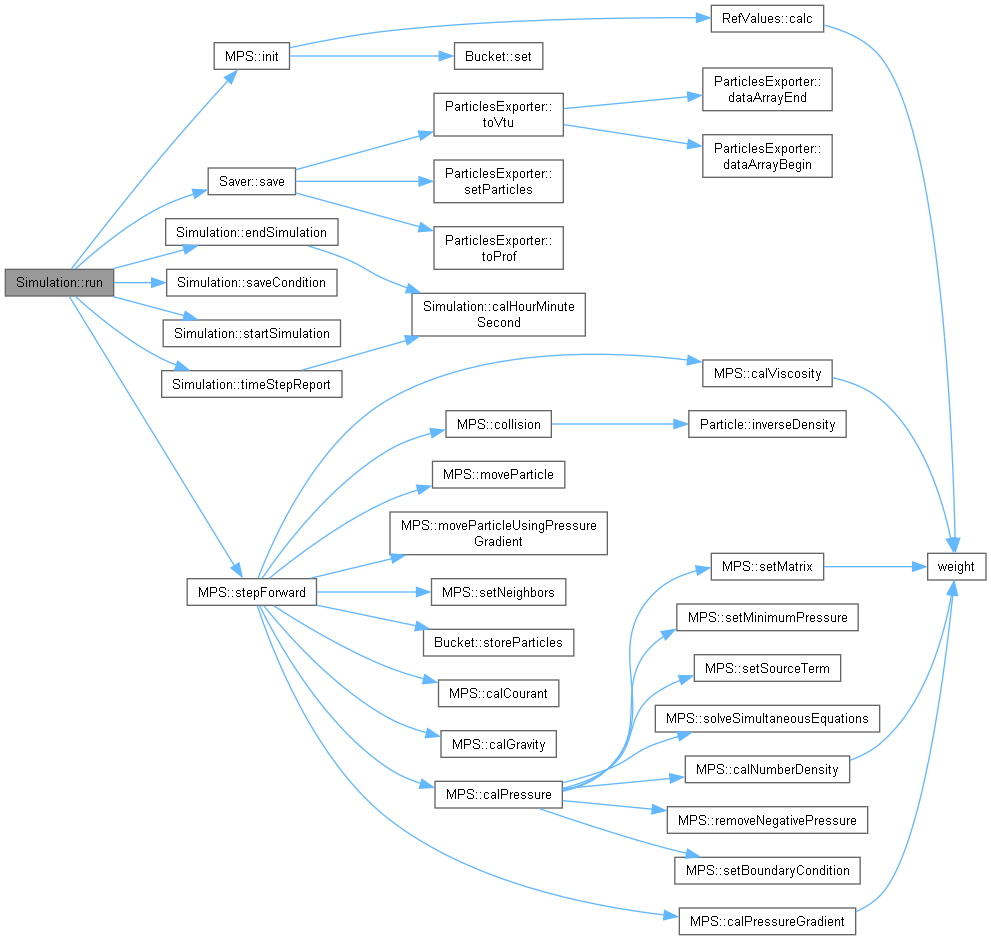 RefValues::calc
MPS::init
Bucket::set
ParticlesExporter::
dataArrayEnd
ParticlesExporter::
toVtu
ParticlesExporter::
dataArrayBegin
Saver::save
ParticlesExporter::
setParticles
Simulation::endSimulation
ParticlesExporter::
toProf
Simulation::run
Simulation::saveCondition
Simulation::calHourMinute
Second
Simulation::startSimulation
Simulation::timeStepReport
MPS::calViscosity
MPS::collision
Particle::inverseDensity
MPS::moveParticle
MPS::moveParticleUsingPressure
Gradient
MPS::setMatrix
weight
MPS::stepForward
MPS::setNeighbors
MPS::setMinimumPressure
Bucket::storeParticles
MPS::setSourceTerm
MPS::calCourant
MPS::solveSimultaneousEquations
MPS::calGravity
MPS::calNumberDensity
MPS::calPressure
MPS::removeNegativePressure
MPS::setBoundaryCondition
MPS::calPressureGradient